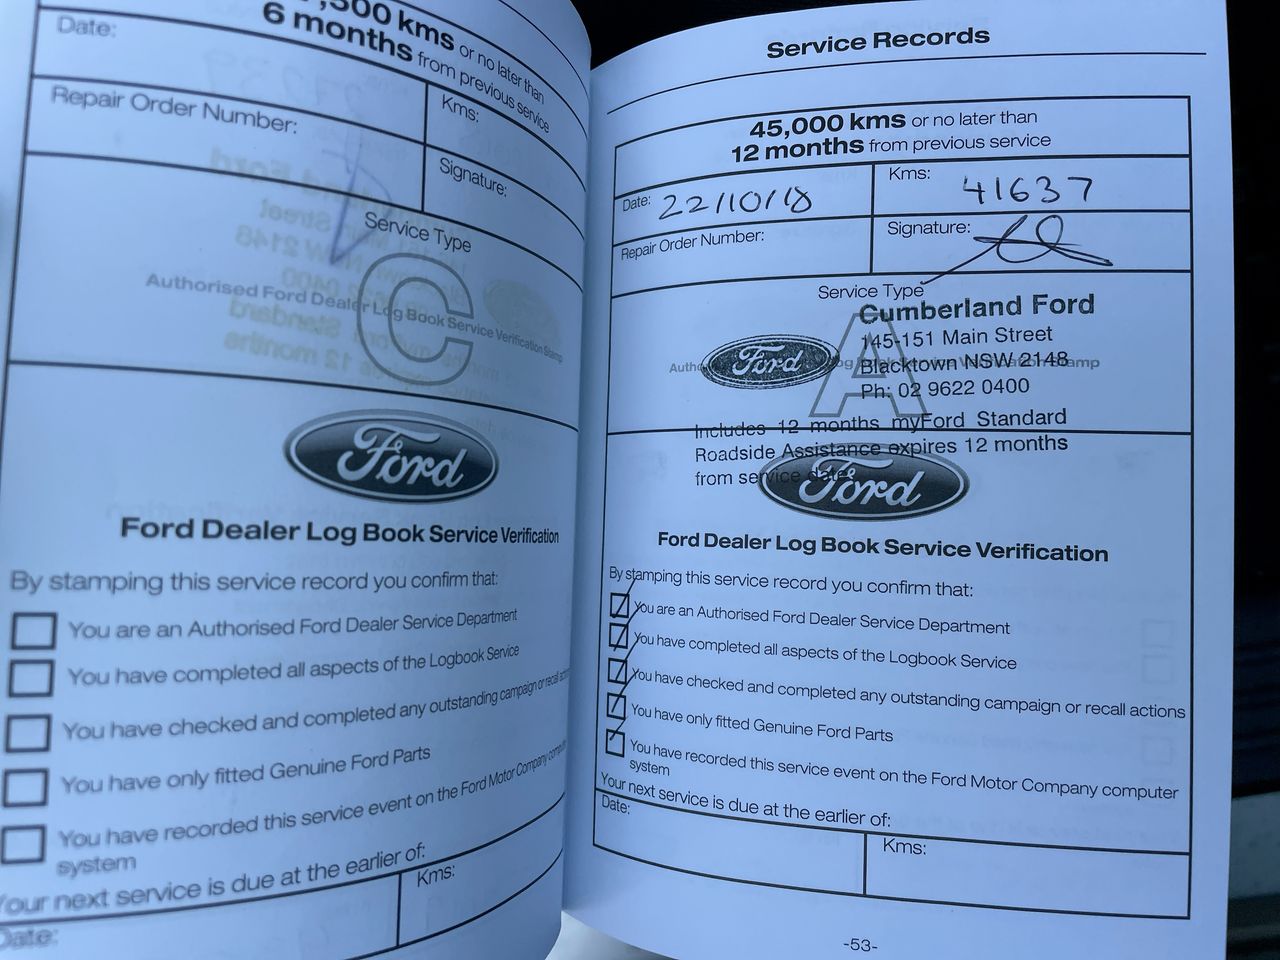 500 kms or no later than
6 months from previous service
Date:
Repair Order Number:
Kms:
Signature:
Service Type
C
Authorised Ford Dealer Log Book Service Verification Stamp
Ford
Ford Dealer Log Book Service Verification
By stamping this service record you confirm that:
You are an Authorised Ford Dealer Service Department
You have completed all aspects of the Logbook Service
You have checked and completed any outstanding campaign or recall
You have only fitted Genuine Ford Parts
You have recorded this service event on the Ford Motor Company
system
Your next service is due at the earlier of:
Date:
Kms:
Service Records
45,000 kms or no later than
12 months from previous service
Date: 22/10/18
Kms: 41637
Repair Order Number:
Signature:
Service Type
A
Cumberland Ford
145-151 Main Street
Blacktown NSW 2148
Ph: 02 9622 0400
Ford
Includes 12 months myFord Standard
Roadside Assistance expires 12 months
from service date
Ford
Ford Dealer Log Book Service Verification
By stamping this service record you confirm that:
You are an Authorised Ford Dealer Service Department
You have completed all aspects of the Logbook Service
You have checked and completed any outstanding campaign or recall actions
You have only fitted Genuine Ford Parts
You have recorded this service event on the Ford Motor Company computer
system
Your next service is due at the earlier of:
Date:
Kms:
-53-